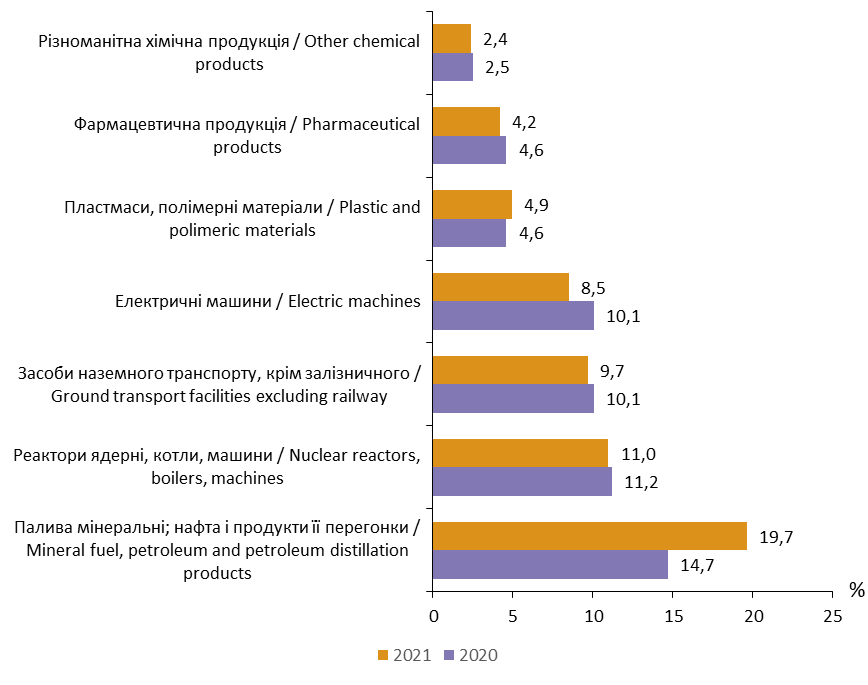 Різноманітна хімічна продукція / Other chemical
products
2,4
2,5
Фармацевтична продукція / Pharmaceutical
products
4,2
4,6
Пластмаси, полімерні матеріали / Plastic and
polimeric materials
4,9
4,6
Електричні машини / Electric machines
8,5
10,1
Засоби наземного транспорту, крім залізничного /
Ground transport facilities excluding railway
9,7
10,1
Реактори ядерні, котли, машини / Nuclear reactors,
boilers, machines
11,0
11,2
Палива мінеральні; нафта і продукти її перегонки /
Mineral fuel, petroleum and petroleum distillation
products
19,7
14,7
%
0 5 10 15 20 25
2021 2020